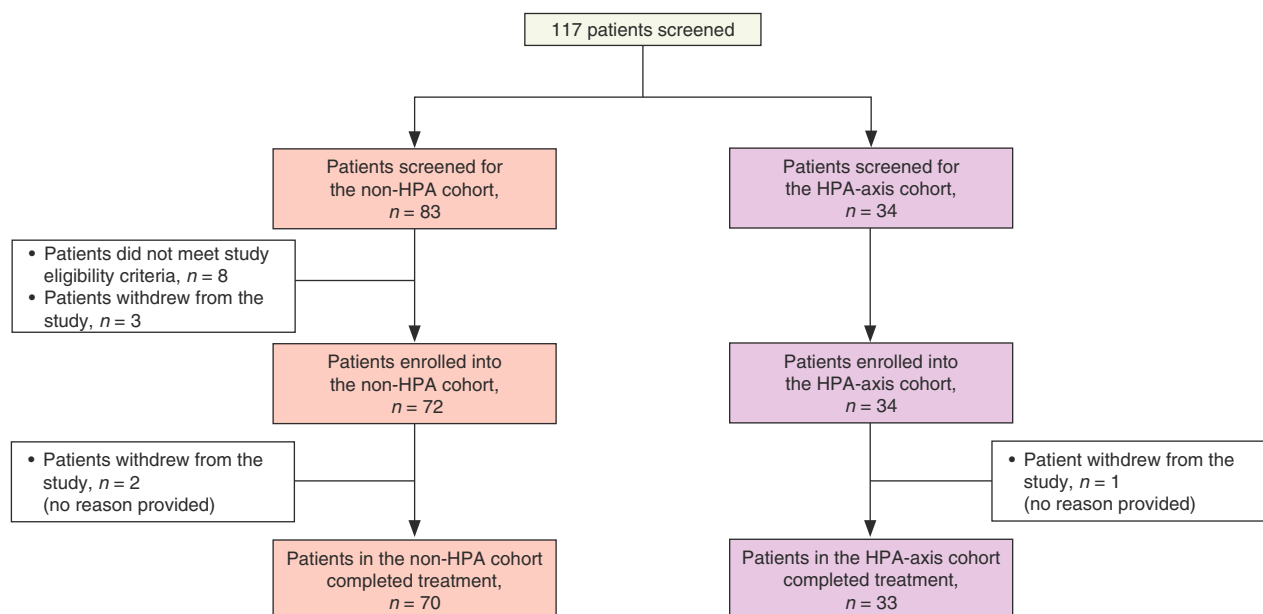 117 patients screened
Patients screened for
the non-HPA cohort,
n = 83
Patients screened for
the HPA-axis cohort,
n = 34
• Patients did not meet study
eligibility criteria, n = 8
• Patients withdrew from the
study, n = 3
Patients enrolled into
the non-HPA cohort,
n = 72
Patients enrolled into
the HPA-axis cohort,
n = 34
• Patients withdrew from the
study, n = 2
(no reason provided)
• Patient withdrew from the
study, n = 1
(no reason provided)
Patients in the non-HPA cohort
completed treatment,
n = 70
Patients in the HPA-axis cohort
completed treatment,
n = 33